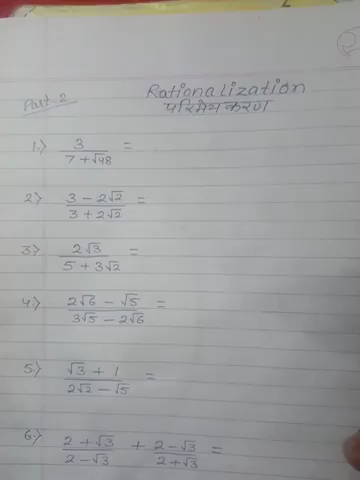 Part-2 Rationalization
परिमेयकरण
1.) 3/(7+√48) =
2) (3-2√2)/(3+2√2) =
3.) 2√3/(5+3√2) =
4.) (2√6-√5)/(3√5-2√6) =
5.) (√3+1)/(2√2-√5) =
6.) (2+√3)/(2-√3) + (2-√3)/(2+√3) =